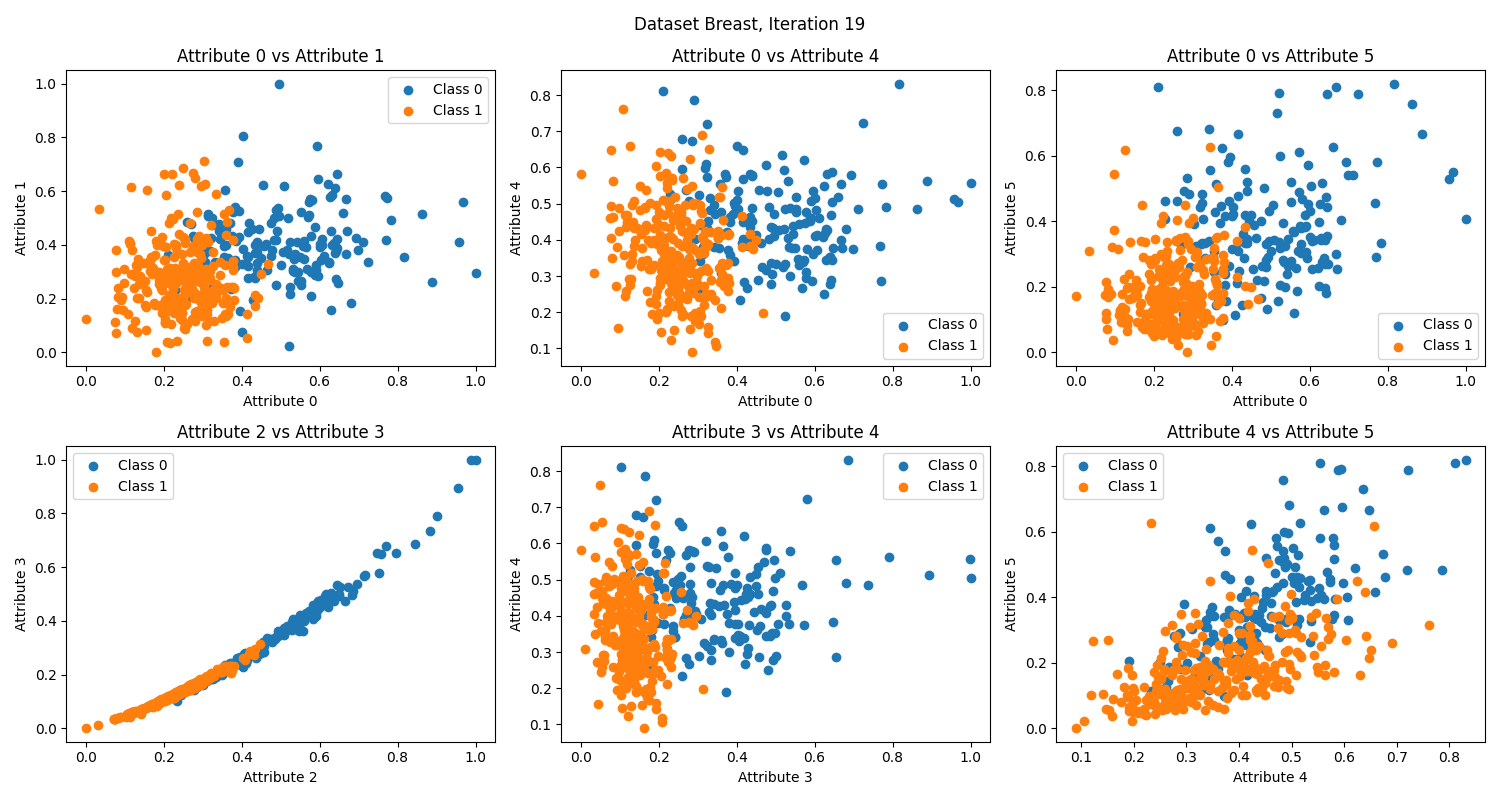 Dataset Breast, Iteration 19
Attribute 0 vs Attribute 1
Class 0
Class 1
1.0
0.8
0.6
0.4
0.2
0.0
Attribute 1
0.0 0.2 0.4 0.6 0.8 1.0
Attribute 0
Attribute 0 vs Attribute 4
Class 0
Class 1
0.8
0.7
0.6
0.5
0.4
0.3
0.2
0.1
Attribute 4
0.0 0.2 0.4 0.6 0.8 1.0
Attribute 0
Attribute 0 vs Attribute 5
Class 0
Class 1
0.8
0.6
0.4
0.2
0.0
Attribute 5
0.0 0.2 0.4 0.6 0.8 1.0
Attribute 0
Attribute 2 vs Attribute 3
Class 0
Class 1
1.0
0.8
0.6
0.4
0.2
0.0
Attribute 3
0.0 0.2 0.4 0.6 0.8 1.0
Attribute 2
Attribute 3 vs Attribute 4
Class 0
Class 1
0.8
0.7
0.6
0.5
0.4
0.3
0.2
0.1
Attribute 4
0.0 0.2 0.4 0.6 0.8 1.0
Attribute 3
Attribute 4 vs Attribute 5
Class 0
Class 1
0.8
0.6
0.4
0.2
0.0
Attribute 5
0.1 0.2 0.3 0.4 0.5 0.6 0.7 0.8
Attribute 4